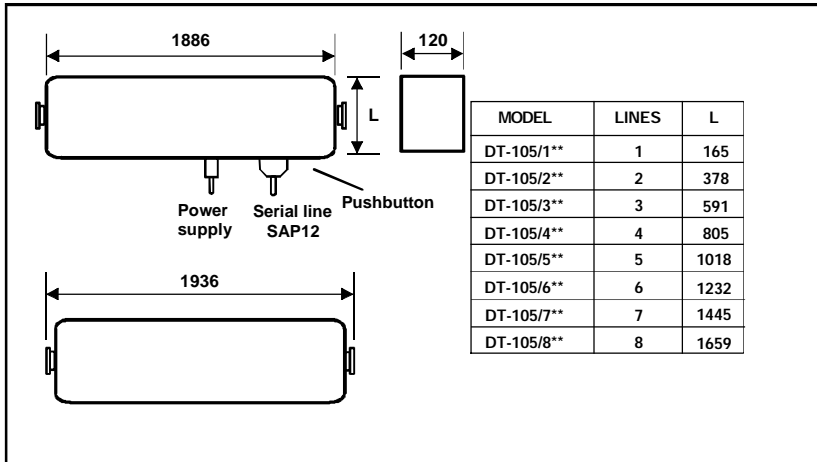 1886
120
L
Power supply
Serial line SAP12
Pushbutton
1936
MODEL LINES L
DT-105/1** 1 165
DT-105/2** 2 378
DT-105/3** 3 591
DT-105/4** 4 805
DT-105/5** 5 1018
DT-105/6** 6 1232
DT-105/7** 7 1445
DT-105/8** 8 1659